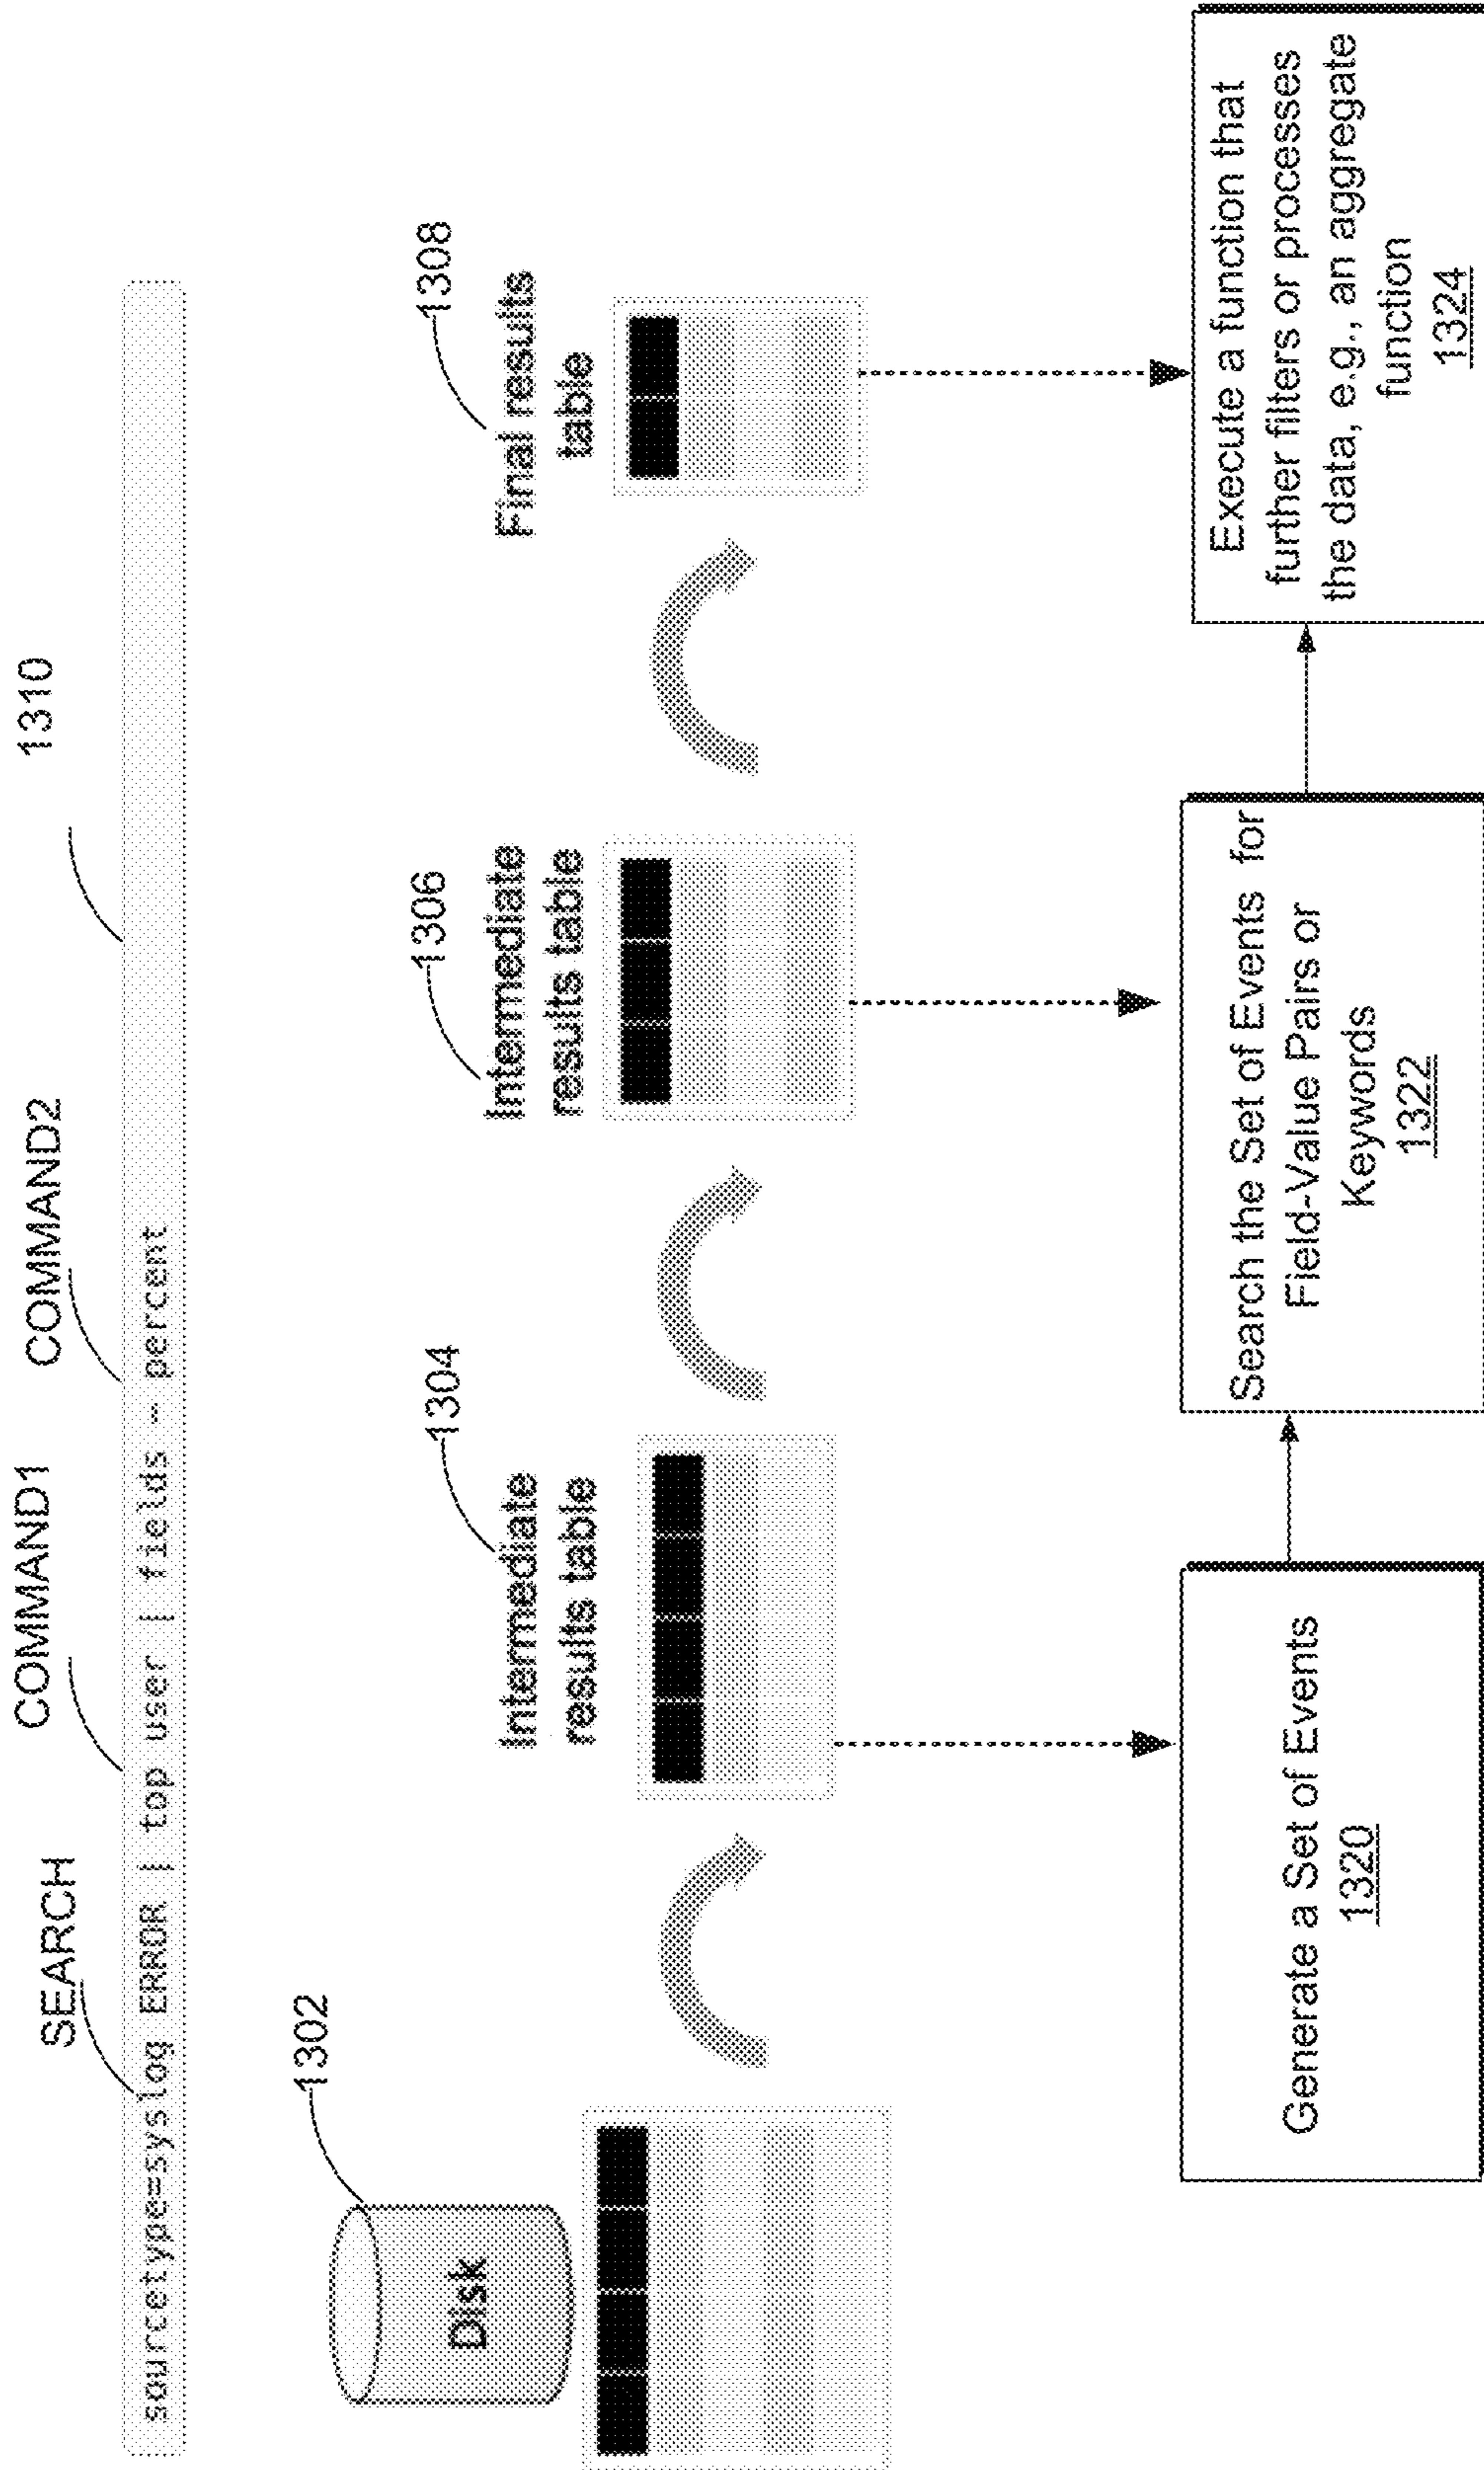 1310
SEARCH
COMMAND1
COMMAND2
sourcetype=syslog ERROR | top user | fields - percent
1302
Disk
1304
Intermediate
results table
1306
Intermediate
results table
1308
Final results
table
Generate a Set of Events
1320
Search the Set of Events for
Field-Value Pairs or
Keywords
1322
Execute a function that
further filters or processes
the data, e.g., an aggregate
function
1324